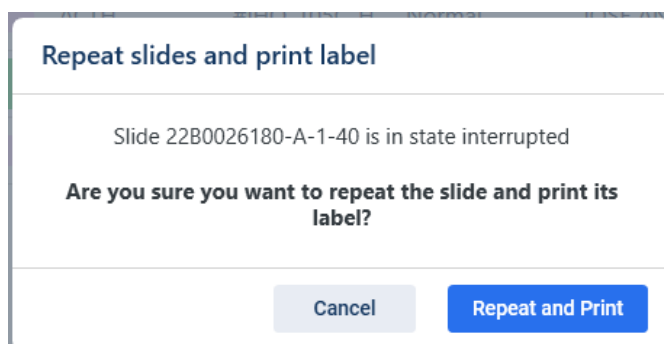 Repeat slides and print label
Slide 22B0026180-A-1-40 is in state interrupted
Are you sure you want to repeat the slide and print its
label?
Cancel Repeat and Print